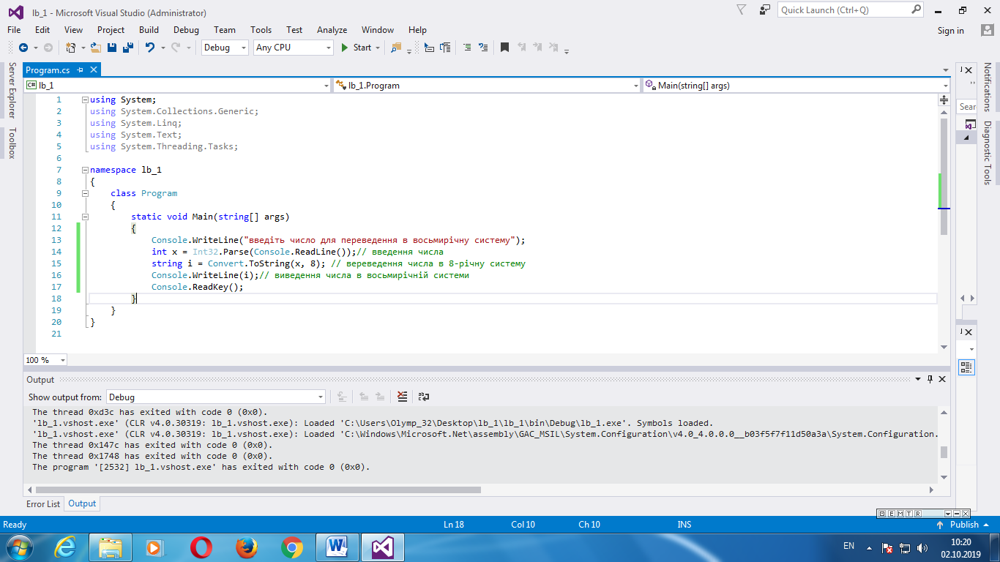 lb_1 - Microsoft Visual Studio (Administrator)
Quick Launch (Ctrl+Q)
File Edit View Project Build Debug Team Tools Test Analyze Window Help
Sign in
Debug Any CPU Start
Server Explorer
Toolbox
Program.cs
Notifications
Diagnostic Tools
C# lb_1 lb_1.Program Main(string[] args)
Sear
1 using System;
2 using System.Collections.Generic;
3 using System.Linq;
4 using System.Text;
5 using System.Threading.Tasks;
6
7 namespace lb_1
8 {
9 class Program
10 {
11 static void Main(string[] args)
12 {
13 Console.WriteLine("введіть число для переведення в восьмирічну систему");
14 int x = Int32.Parse(Console.ReadLine());// введення числа
15 string i = Convert.ToString(x, 8); // вереведення числа в 8-річну систему
16 Console.WriteLine(i);// виведення числа в восьмирічній системи
17 Console.ReadKey();
18 }
19 }
20 }
21
100 %
Output
Show output from: Debug
The thread 0xd3c has exited with code 0 (0x0).
'lb_1.vshost.exe' (CLR v4.0.30319: lb_1.vshost.exe): Loaded 'C:\Users\Olymp_32\Desktop\lb_1\lb_1\bin\Debug\lb_1.exe'. Symbols loaded.
'lb_1.vshost.exe' (CLR v4.0.30319: lb_1.vshost.exe): Loaded 'C:\Windows\Microsoft.Net\assembly\GAC_MSIL\System.Configuration\v4.0_4.0.0.0__b03f5f7f11d50a3a\System.Configuration.
The thread 0x147c has exited with code 0 (0x0).
The thread 0x1748 has exited with code 0 (0x0).
The program '[2532] lb_1.vshost.exe' has exited with code 0 (0x0).
Error List Output
E M T R
Ready Ln 18 Col 10 Ch 10 INS Publish
EN 10:20
02.10.2019